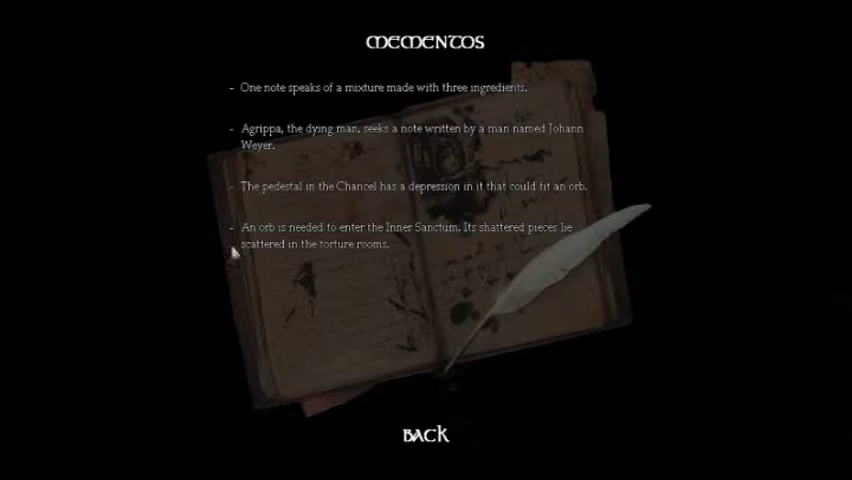 MEMENTOS
- One note speaks of a mixture made with three ingredients.
- Agrippa, the dying man, seeks a note written by a man named Johann
Weyer.
- The pedestal in the Chancel has a depression in it that could fit an orb.
- An orb is needed to enter the Inner Sanctum. Its shattered pieces lie
scattered in the torture rooms.
BACK